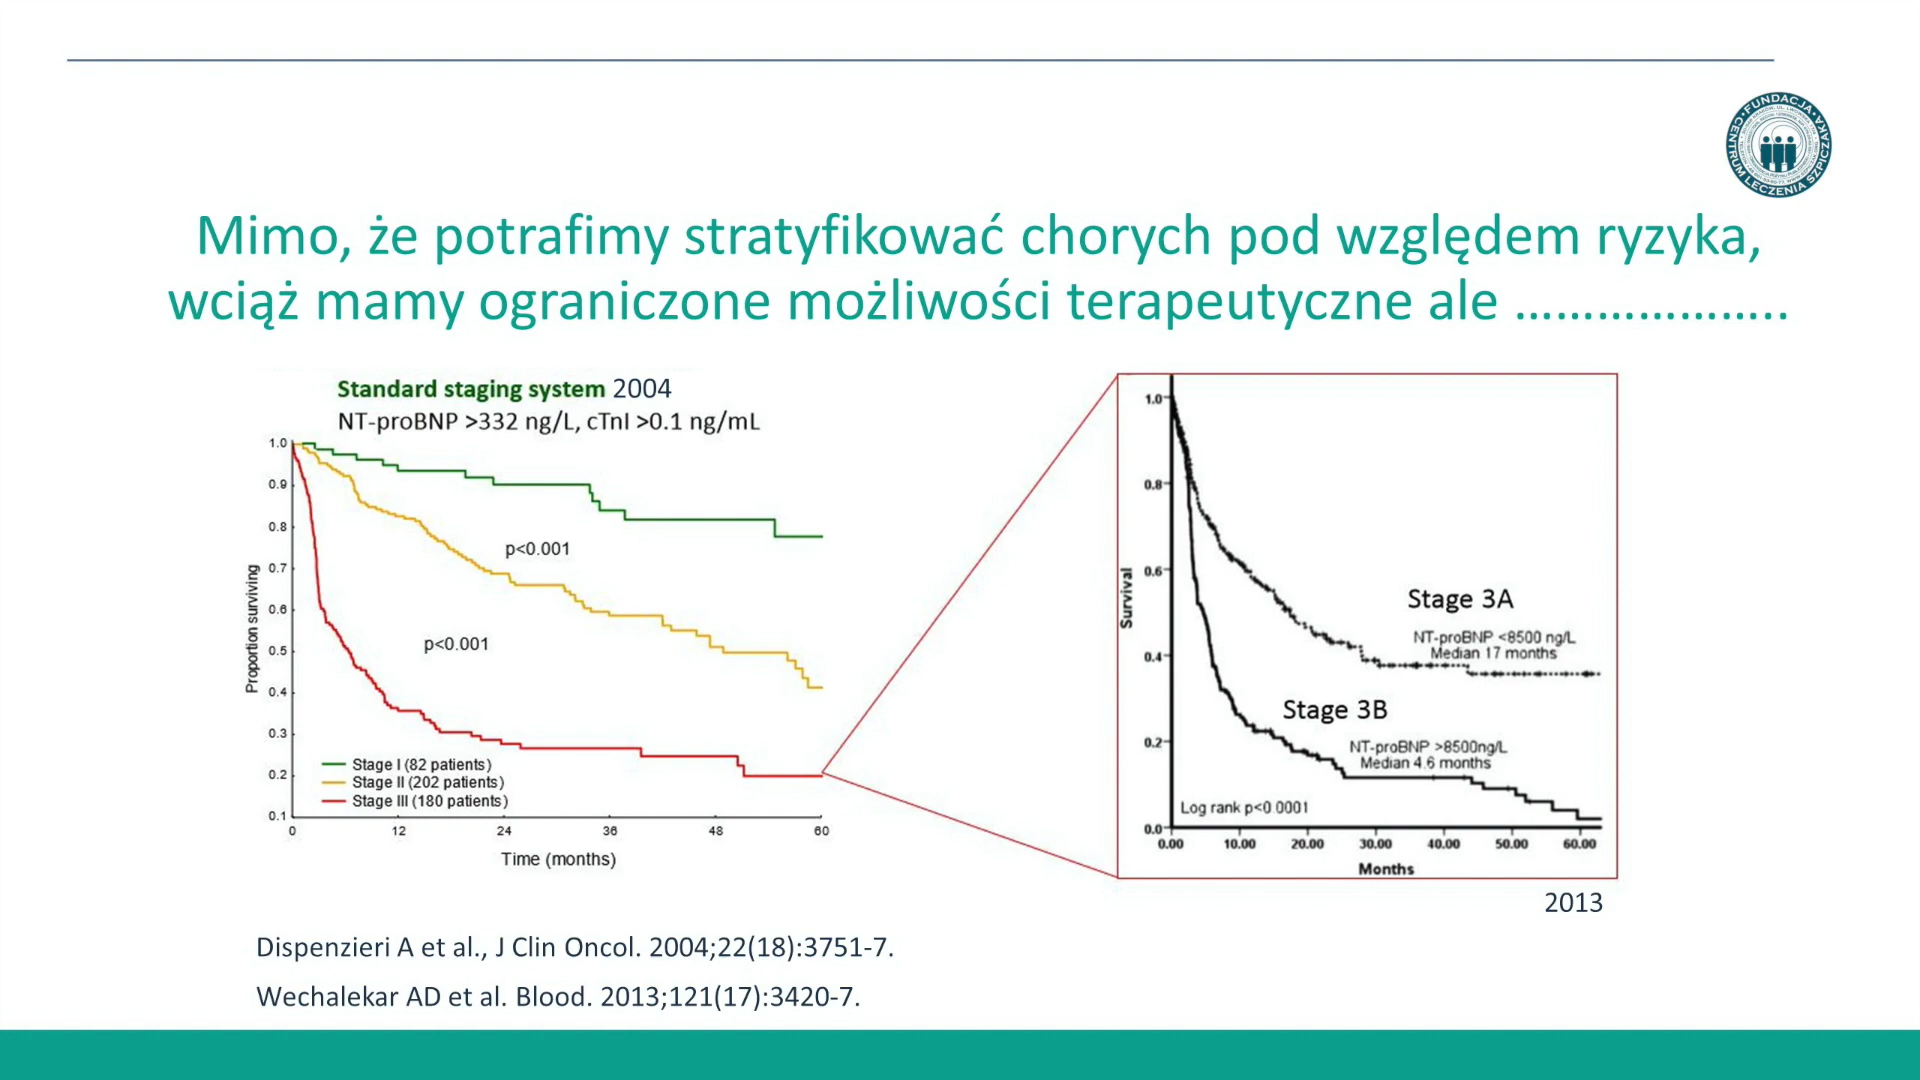 FUNDACJA
CENTRUM LECZENIA SZPICZAKA
Mimo, że potrafimy stratyfikować chorych pod względem ryzyka,
wciąż mamy ograniczone możliwości terapeutyczne ale ………………..
Standard staging system 2004
NT-proBNP >332 ng/L, cTnI >0.1 ng/mL
1.0
0.9
0.8
0.7
0.6
0.5
0.4
0.3
0.2
0.1
Proportion surviving
p<0.001
p<0.001
Stage I (82 patients)
Stage II (202 patients)
Stage III (180 patients)
0 12 24 36 48 60
Time (months)
1.0
0.8
0.6
0.4
0.2
0.0
Survival
Stage 3A
NT-proBNP <8500 ng/L
Median 17 months
Stage 3B
NT-proBNP >8500ng/L
Median 4.6 months
Log rank p<0 0001
0.00 10.00 20.00 30.00 40.00 50.00 60.00
Months
2013
Dispenzieri A et al., J Clin Oncol. 2004;22(18):3751-7.
Wechalekar AD et al. Blood. 2013;121(17):3420-7.